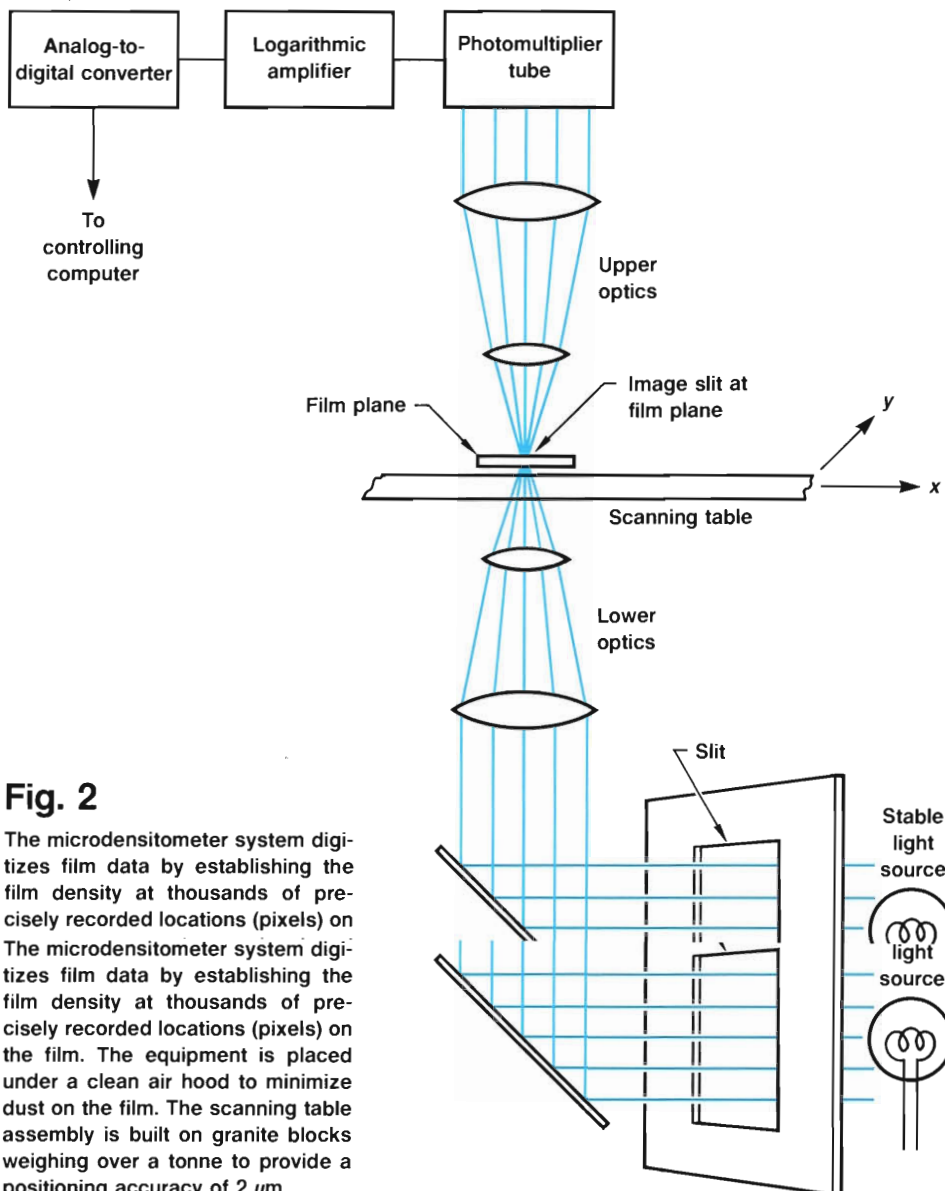 Analog-to-
digital converter
Logarithmic
amplifier
Photomultiplier
tube
To
controlling
computer
Upper
optics
Film plane
Image slit at
film plane
y
x
Scanning table
Lower
optics
Slit
Stable
light
source
light
source
Fig. 2
The microdensitometer system digi-
tizes film data by establishing the
film density at thousands of pre-
cisely recorded locations (pixels) on
The microdensitometer system digi-
tizes film data by establishing the
film density at thousands of pre-
cisely recorded locations (pixels) on
the film. The equipment is placed
under a clean air hood to minimize
dust on the film. The scanning table
assembly is built on granite blocks
weighing over a tonne to provide a
positioning accuracy of 2 μm